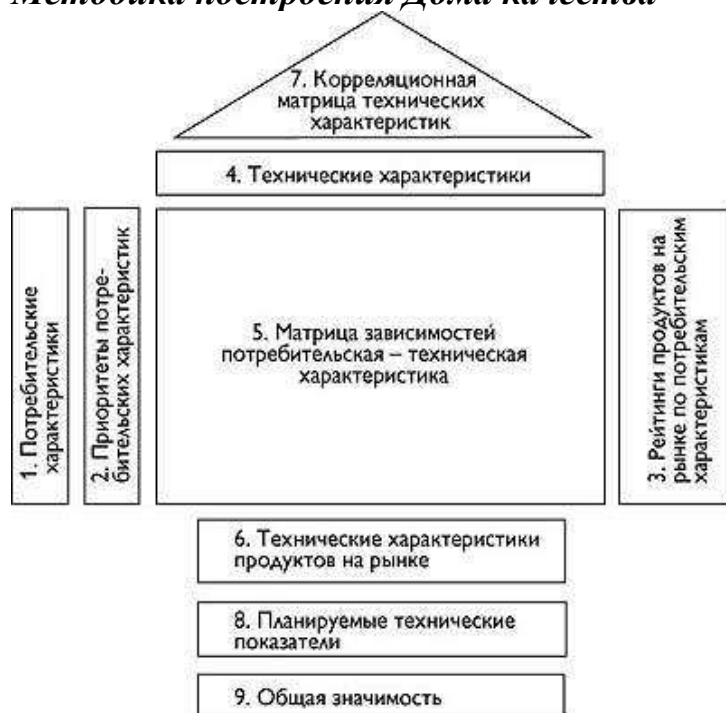 Методика построения Дома качества
7. Корреляционная
матрица технических
характеристик
4. Технические характеристики
1. Потребительские
характеристики
2. Приоритеты потре-
бительских характеристик
5. Матрица зависимостей
потребительская – техническая
характеристика
3. Рейтинги продуктов на
рынке по потребительским
характеристикам
6. Технические характеристики
продуктов на рынке
8. Планируемые технические
показатели
9. Общая значимость